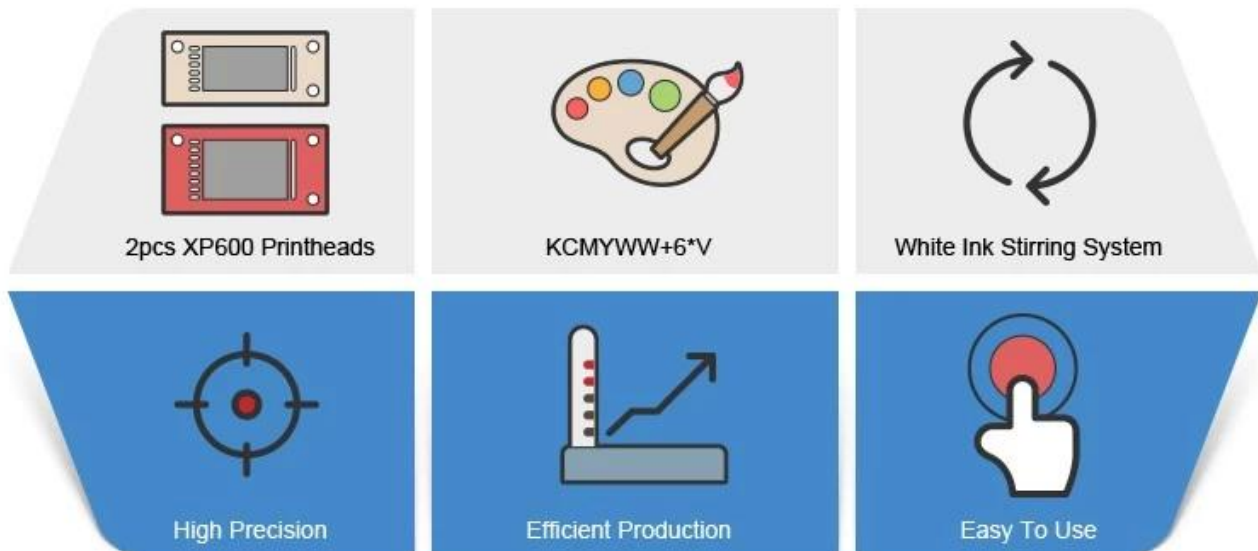 2pcs XP600 Printheads
KCMYWW+6*V
White Ink Stirring System
High Precision
Efficient Production
Easy To Use